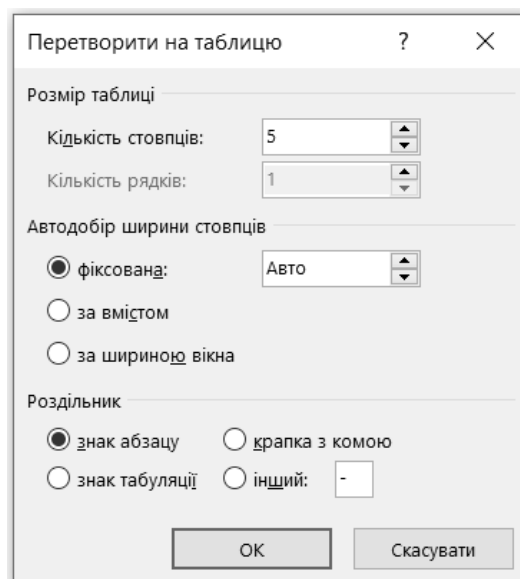 Перетворити на таблицю ? ×
Розмір таблиці
Кількість стовпців: 5
Кількість рядків: 1
Автодобір ширини стовпців
фіксована: Авто
за вмістом
за шириною вікна
Роздільник
знак абзацу крапка з комою
знак табуляції інший: -
ОК Скасувати